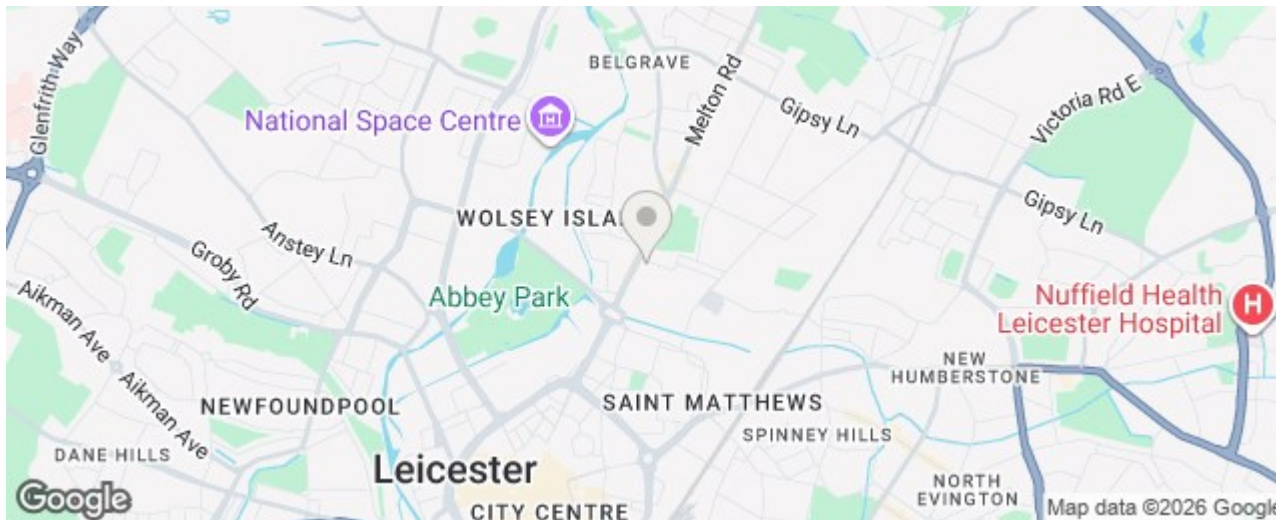 Glenfrith Way
BELGRAVE
Melton Rd
Gipsy Ln
Victoria Rd E
National Space Centre
Gipsy Ln
WOLSEY ISLA
Anstey Ln
Groby Rd
Abbey Park
Aikman Ave
Aikman Ave
Nuffield Health
Leicester Hospital
H
NEW
HUMBERSTONE
NEWFOUNDPOOL
SAINT MATTHEWS
SPINNEY HILLS
DANE HILLS
Leicester
CITY CENTRE
NORTH
EVINGTON
Google
Map data ©2026 Google